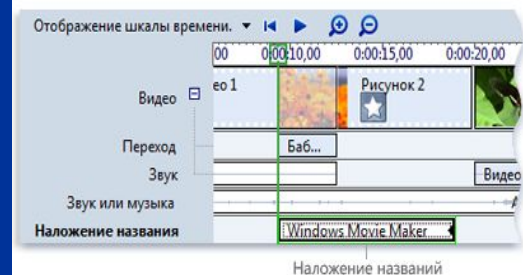 Отображение шкалы времени.
00 0:00:10,00 0:00:15,00 0:00:20,00
Видео ео 1 Рисунок 2
Переход Баб...
Звук Видео
Звук или музыка
Наложение названия Windows Movie Maker
Наложение названий